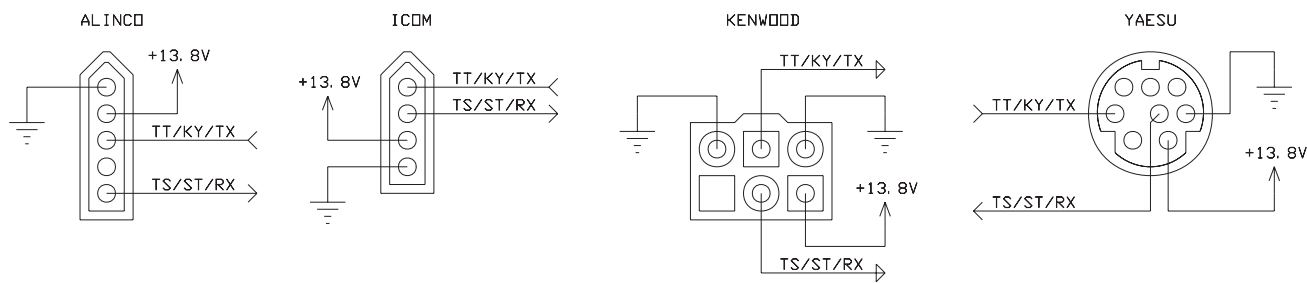 ALINCO
+13.8V
TT/KY/TX
TS/ST/RX
ICOM
+13.8V
TT/KY/TX
TS/ST/RX
KENWOOD
TT/KY/TX
+13.8V
TS/ST/RX
YAESU
TT/KY/TX
+13.8V
TS/ST/RX